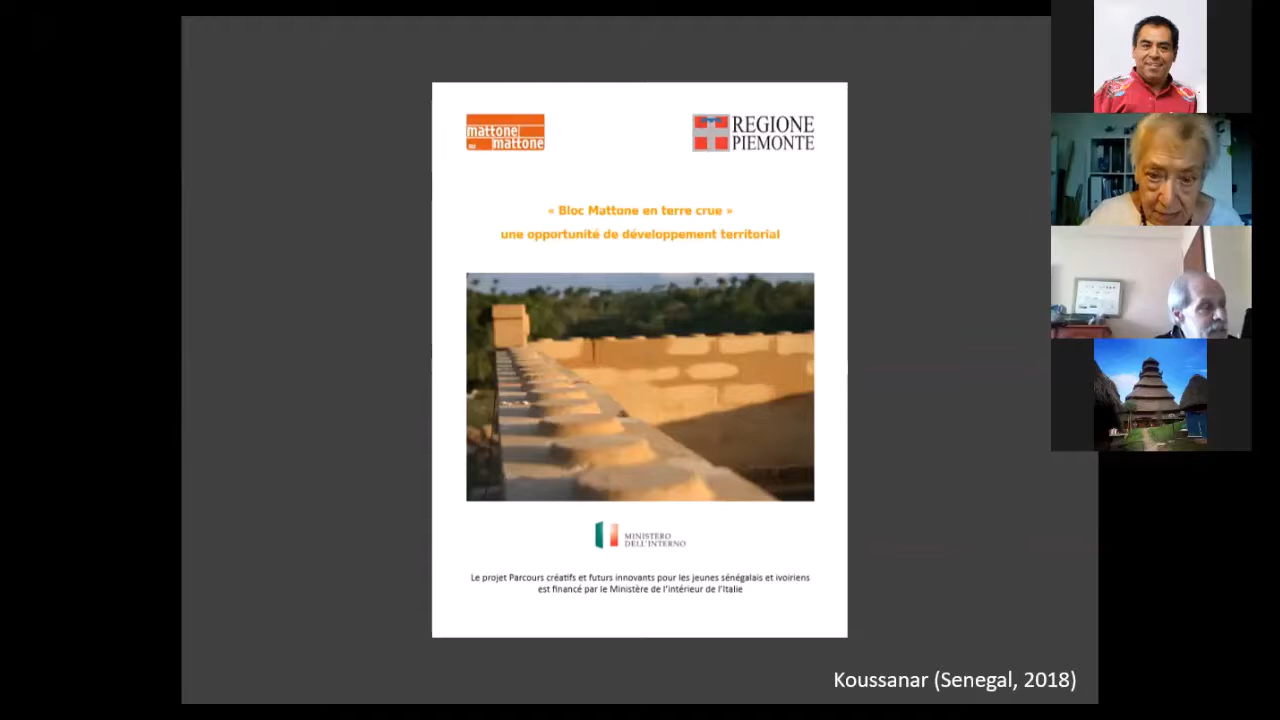 mattone
su mattone
REGIONE
PIEMONTE
« Bloc Mattone en terre crue »
une opportunité de développement territorial
MINISTERO
DELL'INTERNO
Le projet Parcours créatifs et futurs innovants pour les jeunes sénégalais et ivoiriens
est financé par le Ministère de l'intérieur de l'Italie
Koussanar (Senegal, 2018)